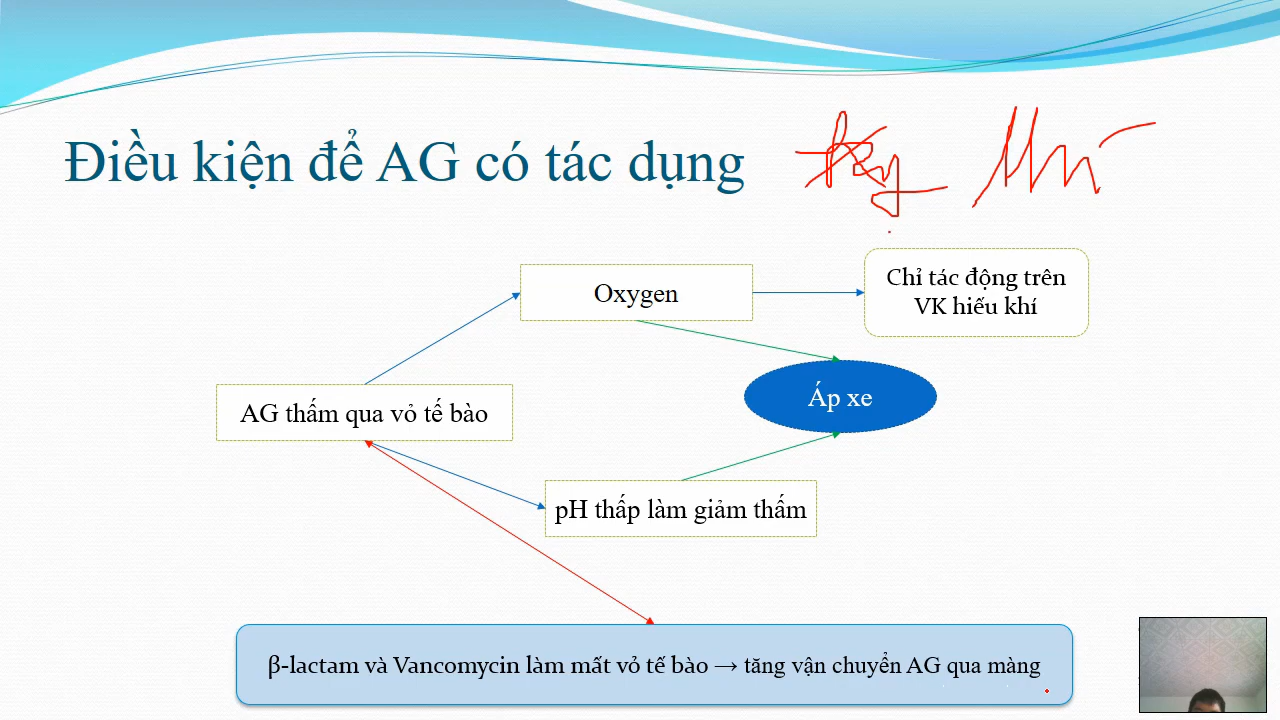 Điều kiện để AG có tác dụng
Oxygen
Chỉ tác động trên
VK hiếu khí
Áp xe
AG thấm qua vỏ tế bào
pH thấp làm giảm thấm
β-lactam và Vancomycin làm mất vỏ tế bào → tăng vận chuyển AG qua màng